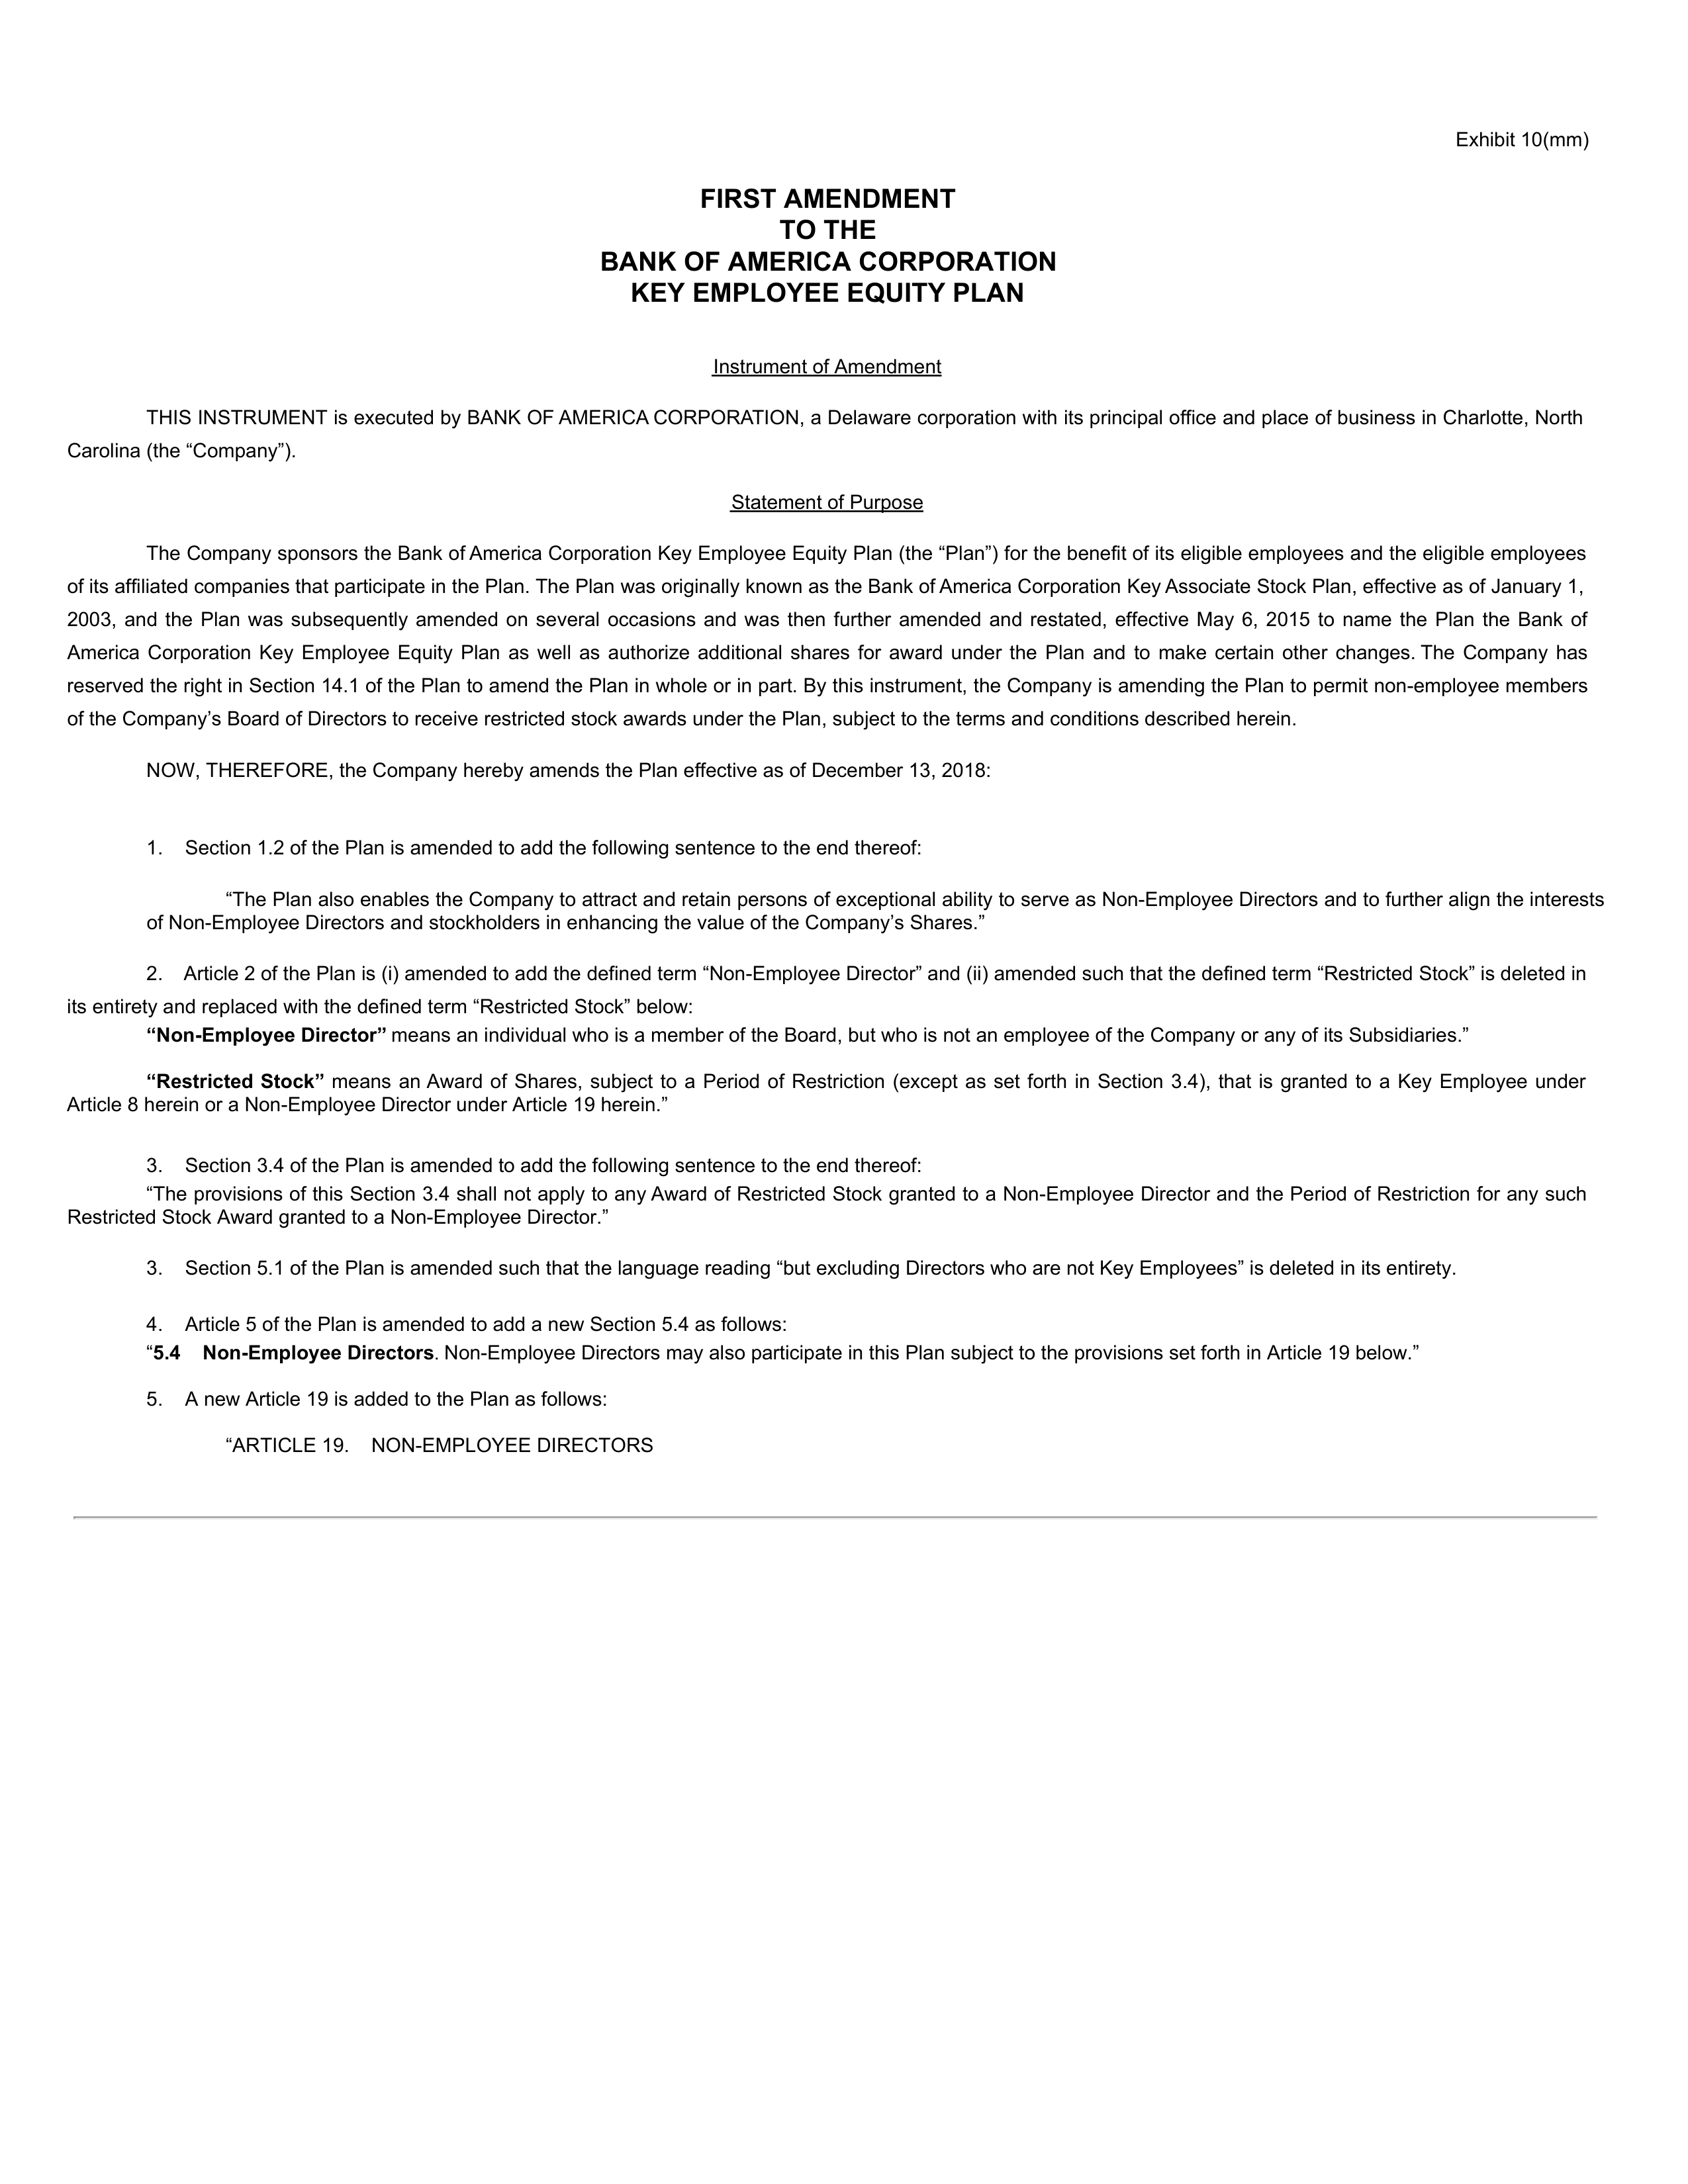 Exhibit 10(mm)
FIRST AMENDMENT
TO THE
BANK OF AMERICA CORPORATION
KEY EMPLOYEE EQUITY PLAN
Instrument of Amendment
THIS INSTRUMENT is executed by BANK OF AMERICA CORPORATION, a Delaware corporation with its principal office and place of business in Charlotte, North
Carolina (the “Company”).
Statement of Purpose
The Company sponsors the Bank of America Corporation Key Employee Equity Plan (the “Plan”) for the benefit of its eligible employees and the eligible employees
of its affiliated companies that participate in the Plan. The Plan was originally known as the Bank of America Corporation Key Associate Stock Plan, effective as of January 1,
2003, and the Plan was subsequently amended on several occasions and was then further amended and restated, effective May 6, 2015 to name the Plan the Bank of
America Corporation Key Employee Equity Plan as well as authorize additional shares for award under the Plan and to make certain other changes. The Company has
reserved the right in Section 14.1 of the Plan to amend the Plan in whole or in part. By this instrument, the Company is amending the Plan to permit non-employee members
of the Company’s Board of Directors to receive restricted stock awards under the Plan, subject to the terms and conditions described herein.
NOW, THEREFORE, the Company hereby amends the Plan effective as of December 13, 2018:
1. Section 1.2 of the Plan is amended to add the following sentence to the end thereof:
“The Plan also enables the Company to attract and retain persons of exceptional ability to serve as Non-Employee Directors and to further align the interests
of Non-Employee Directors and stockholders in enhancing the value of the Company’s Shares.”
2. Article 2 of the Plan is (i) amended to add the defined term “Non-Employee Director” and (ii) amended such that the defined term “Restricted Stock” is deleted in
its entirety and replaced with the defined term “Restricted Stock” below:
“Non-Employee Director” means an individual who is a member of the Board, but who is not an employee of the Company or any of its Subsidiaries.”
“Restricted Stock” means an Award of Shares, subject to a Period of Restriction (except as set forth in Section 3.4), that is granted to a Key Employee under
Article 8 herein or a Non-Employee Director under Article 19 herein.”
3. Section 3.4 of the Plan is amended to add the following sentence to the end thereof:
“The provisions of this Section 3.4 shall not apply to any Award of Restricted Stock granted to a Non-Employee Director and the Period of Restriction for any such
Restricted Stock Award granted to a Non-Employee Director.”
3. Section 5.1 of the Plan is amended such that the language reading “but excluding Directors who are not Key Employees” is deleted in its entirety.
4. Article 5 of the Plan is amended to add a new Section 5.4 as follows:
“5.4 Non-Employee Directors. Non-Employee Directors may also participate in this Plan subject to the provisions set forth in Article 19 below.”
5. A new Article 19 is added to the Plan as follows:
“ARTICLE 19. NON-EMPLOYEE DIRECTORS